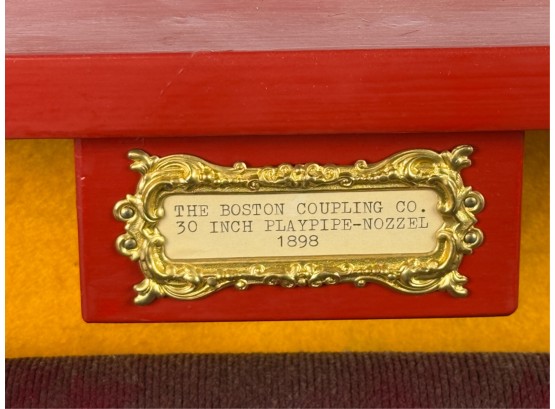 THE BOSTON COUPLING CO.
30 INCH PLAYPIPE-NOZZEL
1898